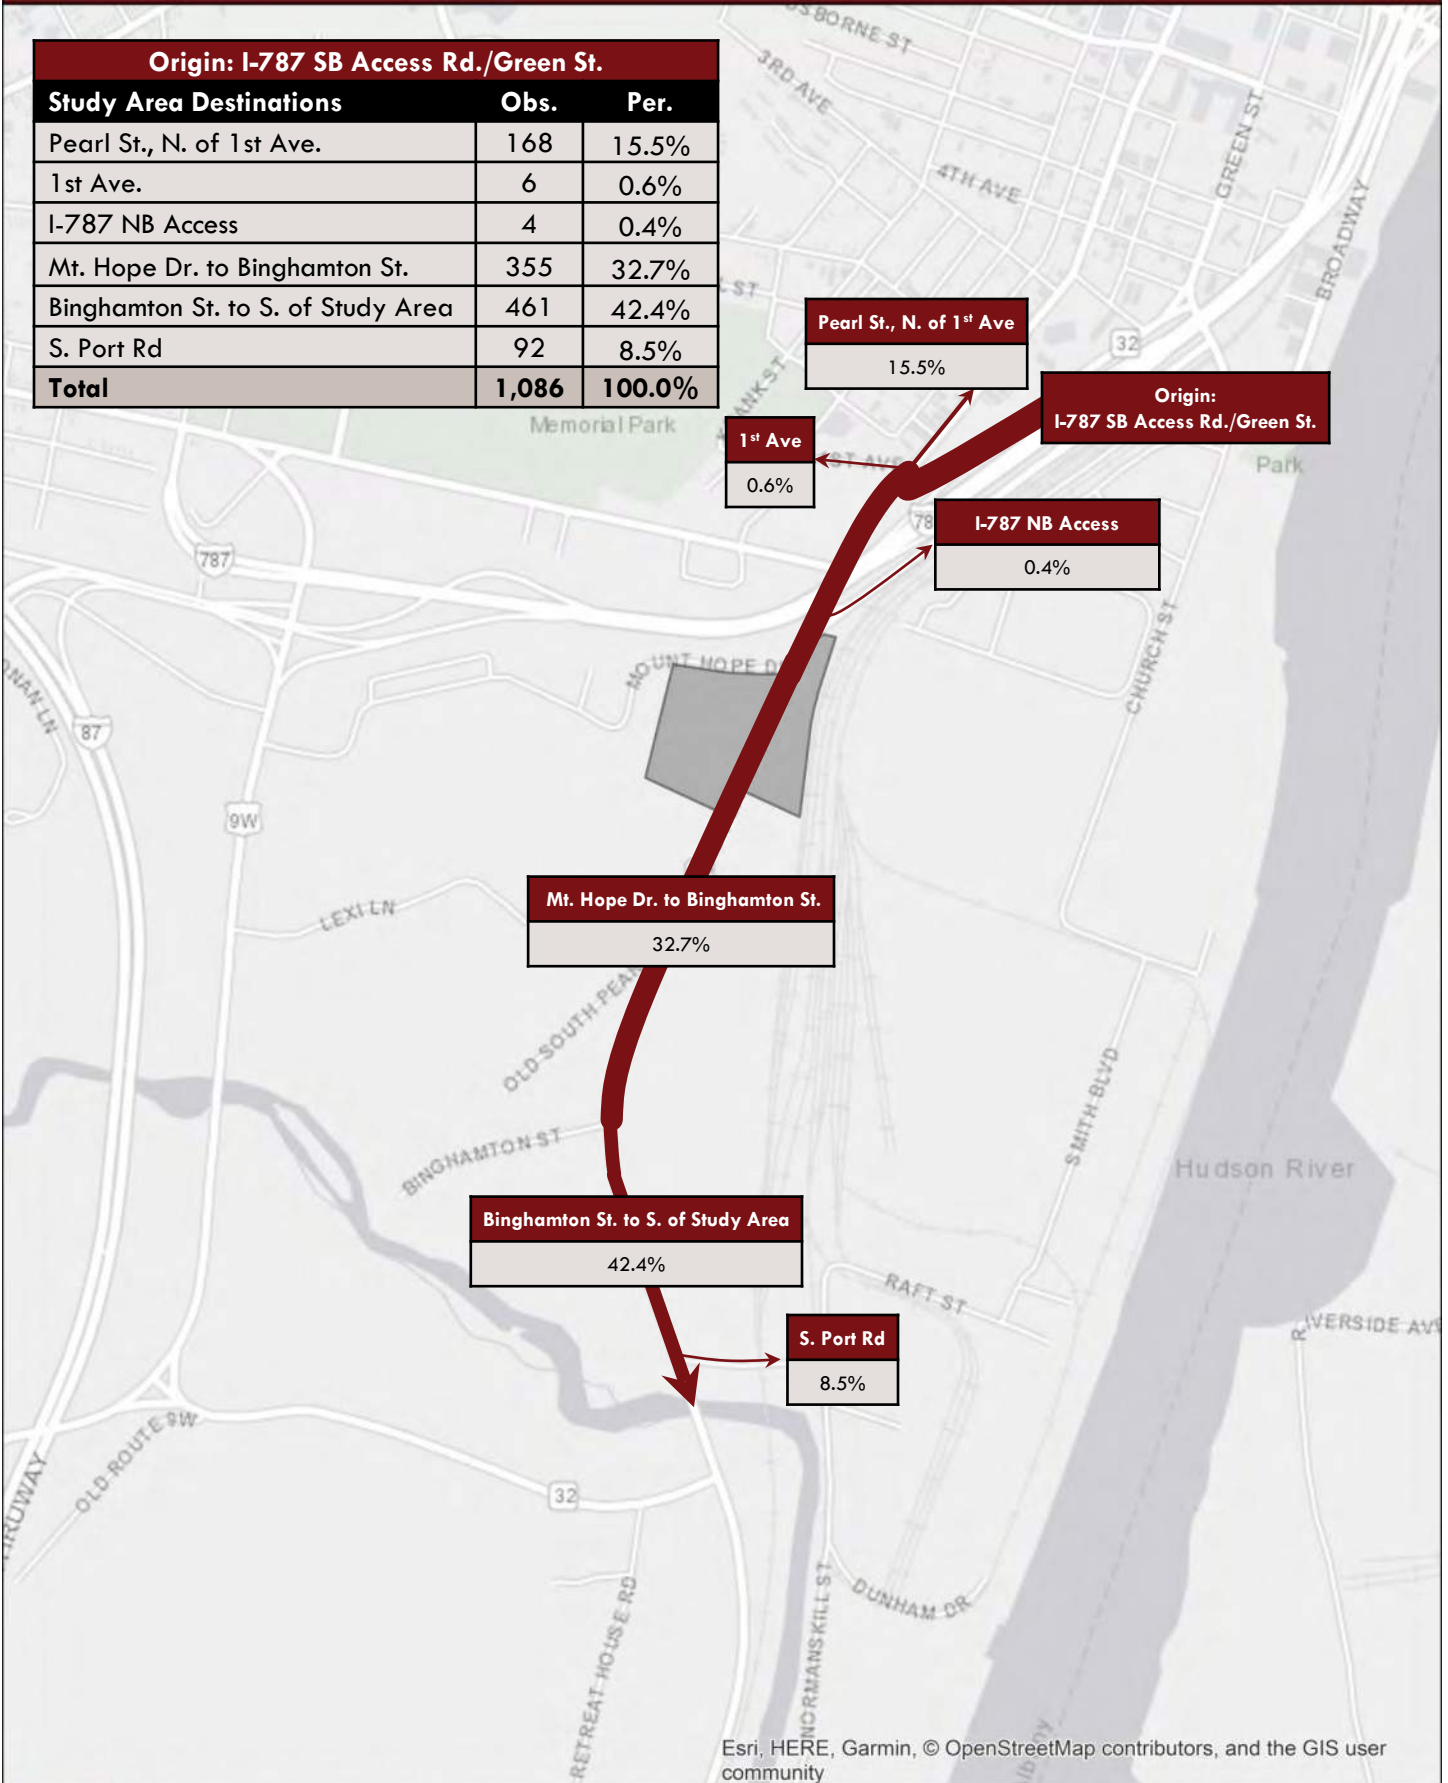 Origin: I-787 SB Access Rd./Green St.
Study Area Destinations Obs. Per.
Pearl St., N. of 1st Ave. 168 15.5%
1st Ave. 6 0.6%
I-787 NB Access 4 0.4%
Mt. Hope Dr. to Binghamton St. 355 32.7%
Binghamton St. to S. of Study Area 461 42.4%
S. Port Rd 92 8.5%
Total 1,086 100.0%
OSBORNE ST
3RD AVE
4TH AVE
GREEN ST
BROADWAY
32
ST
Pearl St., N. of 1st Ave
15.5%
Origin:
I-787 SB Access Rd./Green St.
Memorial Park
1st Ave
0.6%
ST AVE
Park
78
I-787 NB Access
0.4%
787
MOUNT HOPE D
CHURCH ST
87
9W
LEXI LN
Mt. Hope Dr. to Binghamton St.
32.7%
OLD SOUTH PEA
BINGHAMTON ST
SMITH BLVD
Hudson River
Binghamton St. to S. of Study Area
42.4%
RAFT ST
S. Port Rd
8.5%
RIVERSIDE AV
OLD ROUTE 9W
32
RETREAT HOUSE RD
NORMANSKILL ST
DUNHAM DR
Esri, HERE, Garmin, © OpenStreetMap contributors, and the GIS user
community